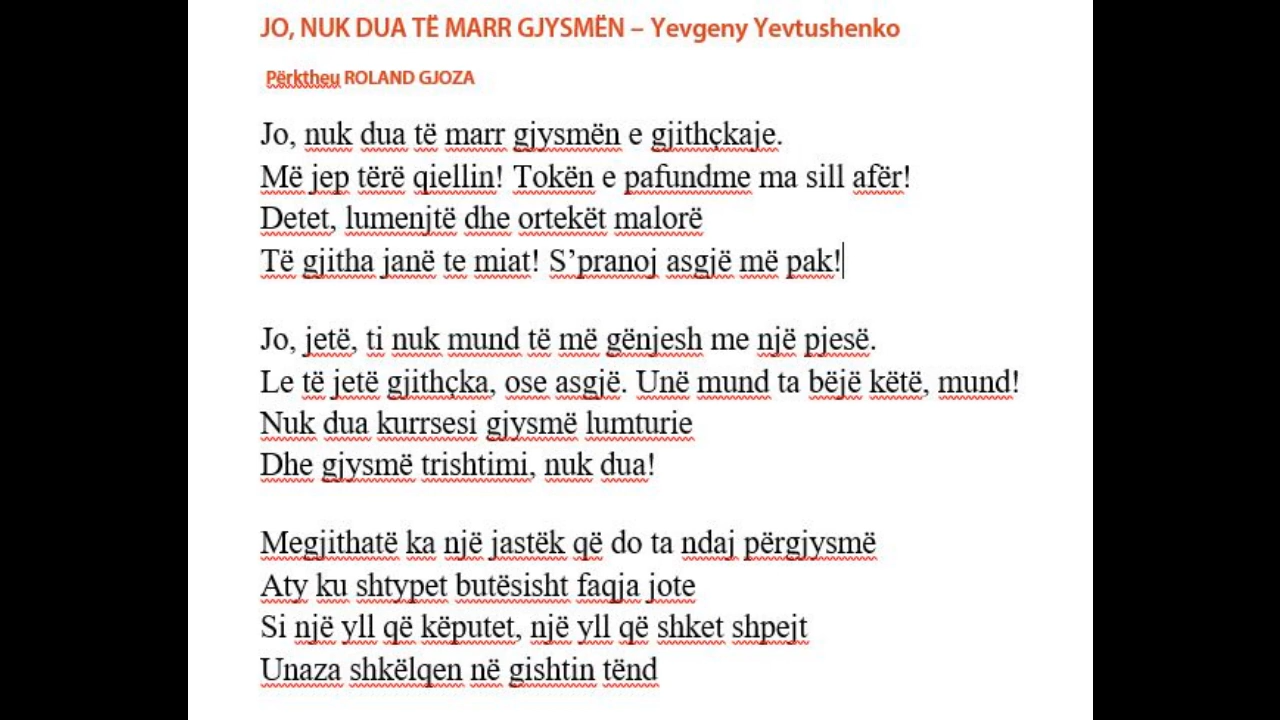 JO, NUK DUA TË MARR GJYSMËN – Yevgeny Yevtushenko
Përktheu ROLAND GJOZA
Jo, nuk dua të marr gjysmën e gjithçkaje.
Më jep tërë qiellin! Tokën e pafundme ma sill afër!
Detet, lumenjtë dhe ortekët malorë
Të gjitha janë te miat! S’pranoj asgjë më pak!
Jo, jetë, ti nuk mund të më gënjesh me një pjesë.
Le të jetë gjithçka, ose asgjë. Unë mund ta bëjë këtë, mund!
Nuk dua kurrsesi gjysmë lumturie
Dhe gjysmë trishtimi, nuk dua!
Megjithatë ka një jastëk që do ta ndaj përgjysmë
Aty ku shtypet butësisht faqja jote
Si një yll që këputet, një yll që shket shpejt
Unaza shkëlqen në gishtin tënd